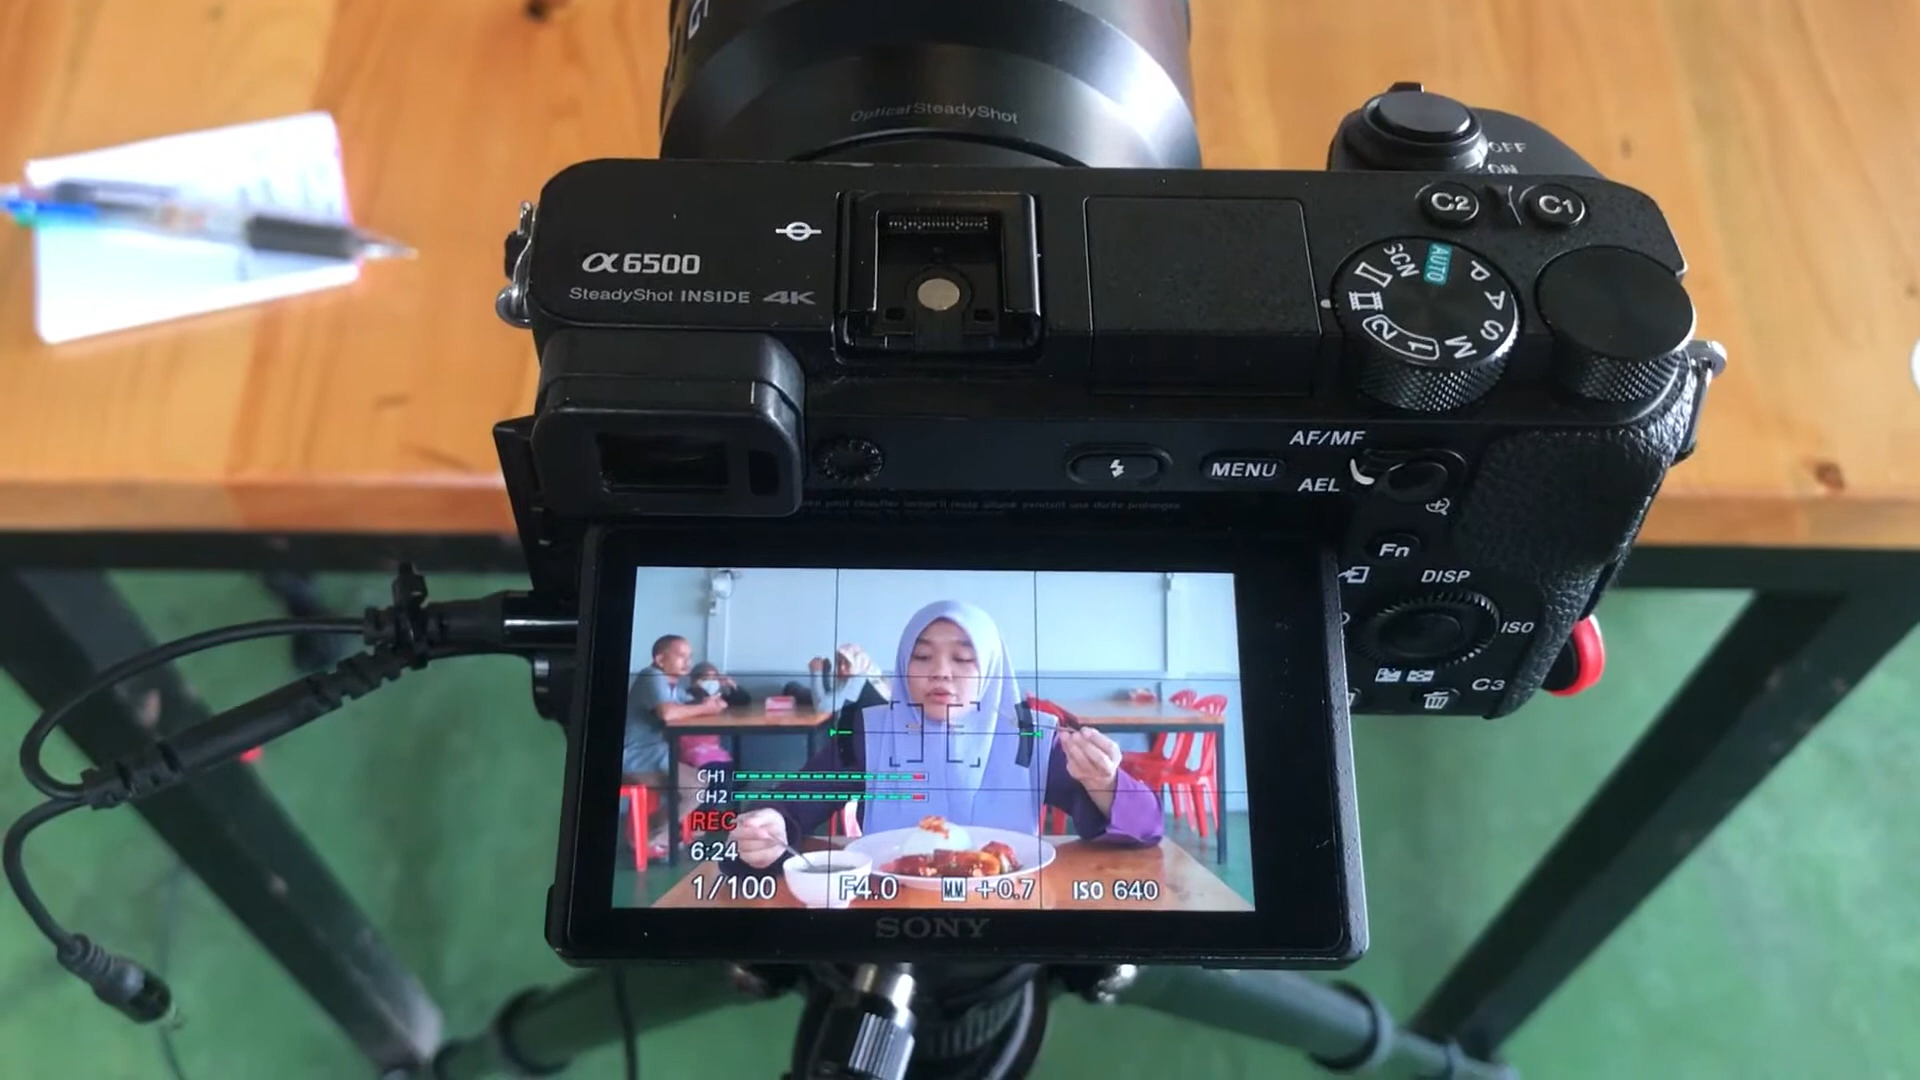 Optical SteadyShot
OFF
ON
C2
C1
α6500
SteadyShot INSIDE 4K
AUTO
SCN
P
A
S
M
1
2
AF/MF
MENU
AEL
Fn
DISP
ISO
C3
CH1
CH2
REC
6:24
1/100 F4.0 MM +0.7 ISO 640
SONY